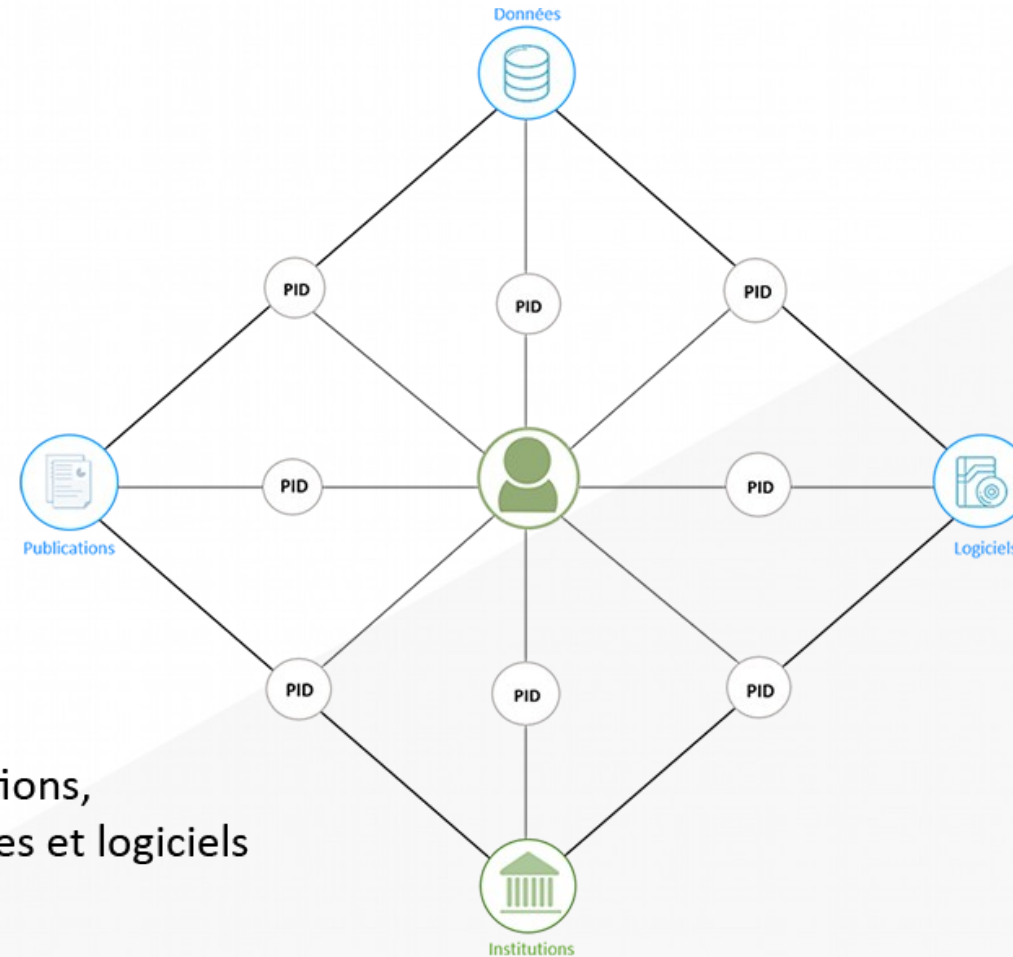 Données
PID
PID
PID
PID
PID
Publications
Logiciels
PID
PID
PID
ions,
es et logiciels
Institutions